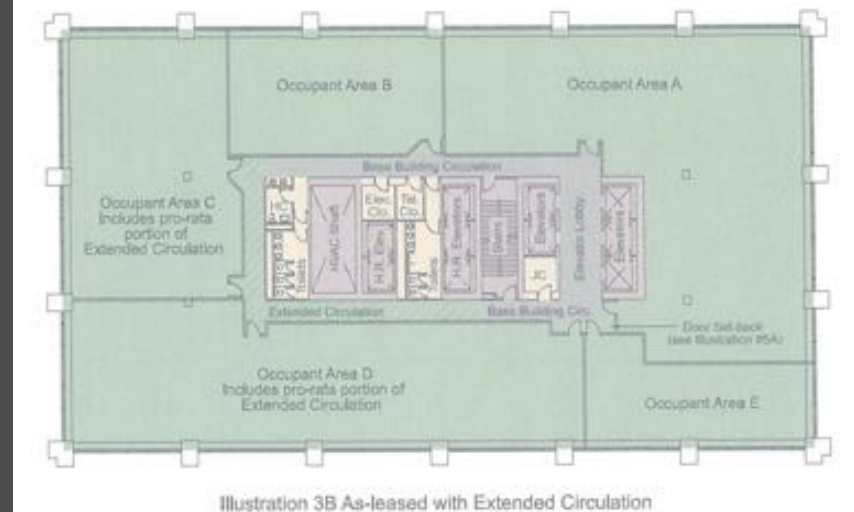 Occupant Area B
Occupant Area A
Base Building Circulation
Occupant Area C
Includes pro-rata
portion of
Extended Circulation
H.C.
HVAC Shaft
Elec.
Clo.
Tel.
Clo.
Toilets
H.R. Elev.
Toilets
H.R. Elevators
Stairs
Elevators
JC
Elevator Lobby
Elevators
Extended Circulation
Base Building Circ.
Door Set-back
(see Illustration #5A)
Occupant Area D
Includes pro-rata portion of
Extended Circulation
Occupant Area E
Illustration 3B As-leased with Extended Circulation